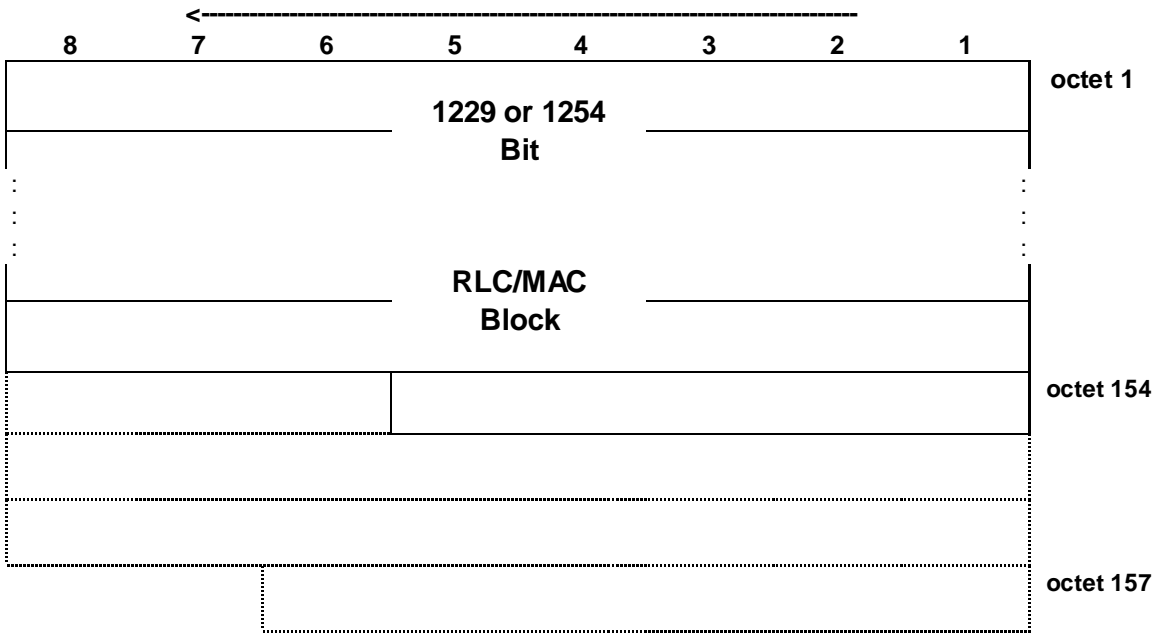 <--------------------------------------------------------------------------------
8 7 6 5 4 3 2 1
octet 1
1229 or 1254
Bit
: :
: :
: :
RLC/MAC
Block
octet 154
octet 157